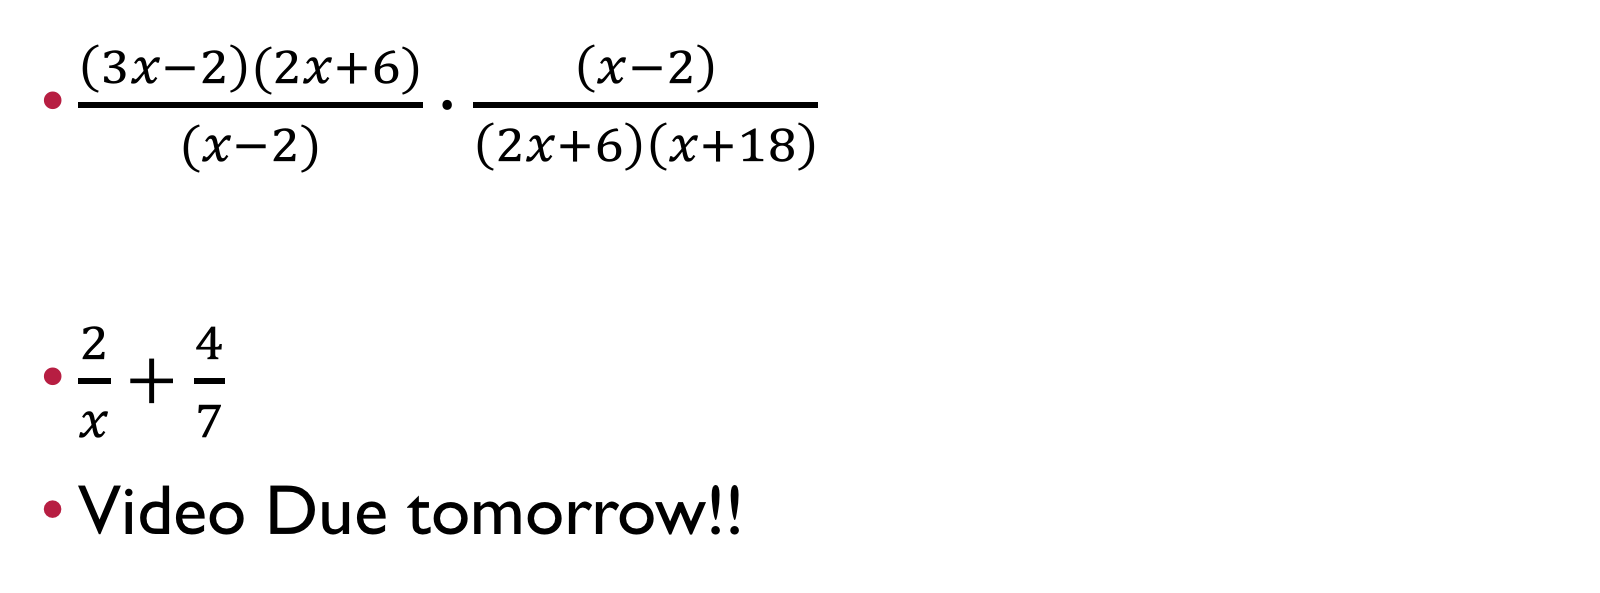 • (3x−2)(2x+6)/(x−2) · (x−2)/((2x+6)(x+18))
• 2/x + 4/7
• Video Due tomorrow!!